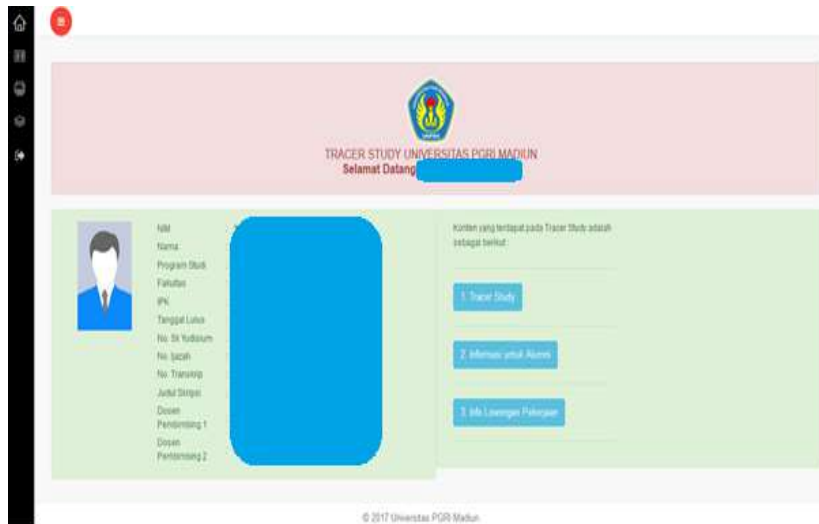 TRACER STUDY UNIVERSITAS PGRI MADIUN
Selamat Datang
NIM
Nama
Program Studi
Fakultas
IPK
Tanggal Lulus
No. SK Yudisium
No. Ijazah
No. Transkrip
Judul Skripsi
Dosen
Pembimbing 1
Dosen
Pembimbing 2
Konten yang terdapat pada Tracer Study adalah
sebagai berikut:
1. Tracer Study
2. Informasi untuk Alumni
3. Info Lowongan Pekerjaan
© 2017 Universitas PGRI Madiun.